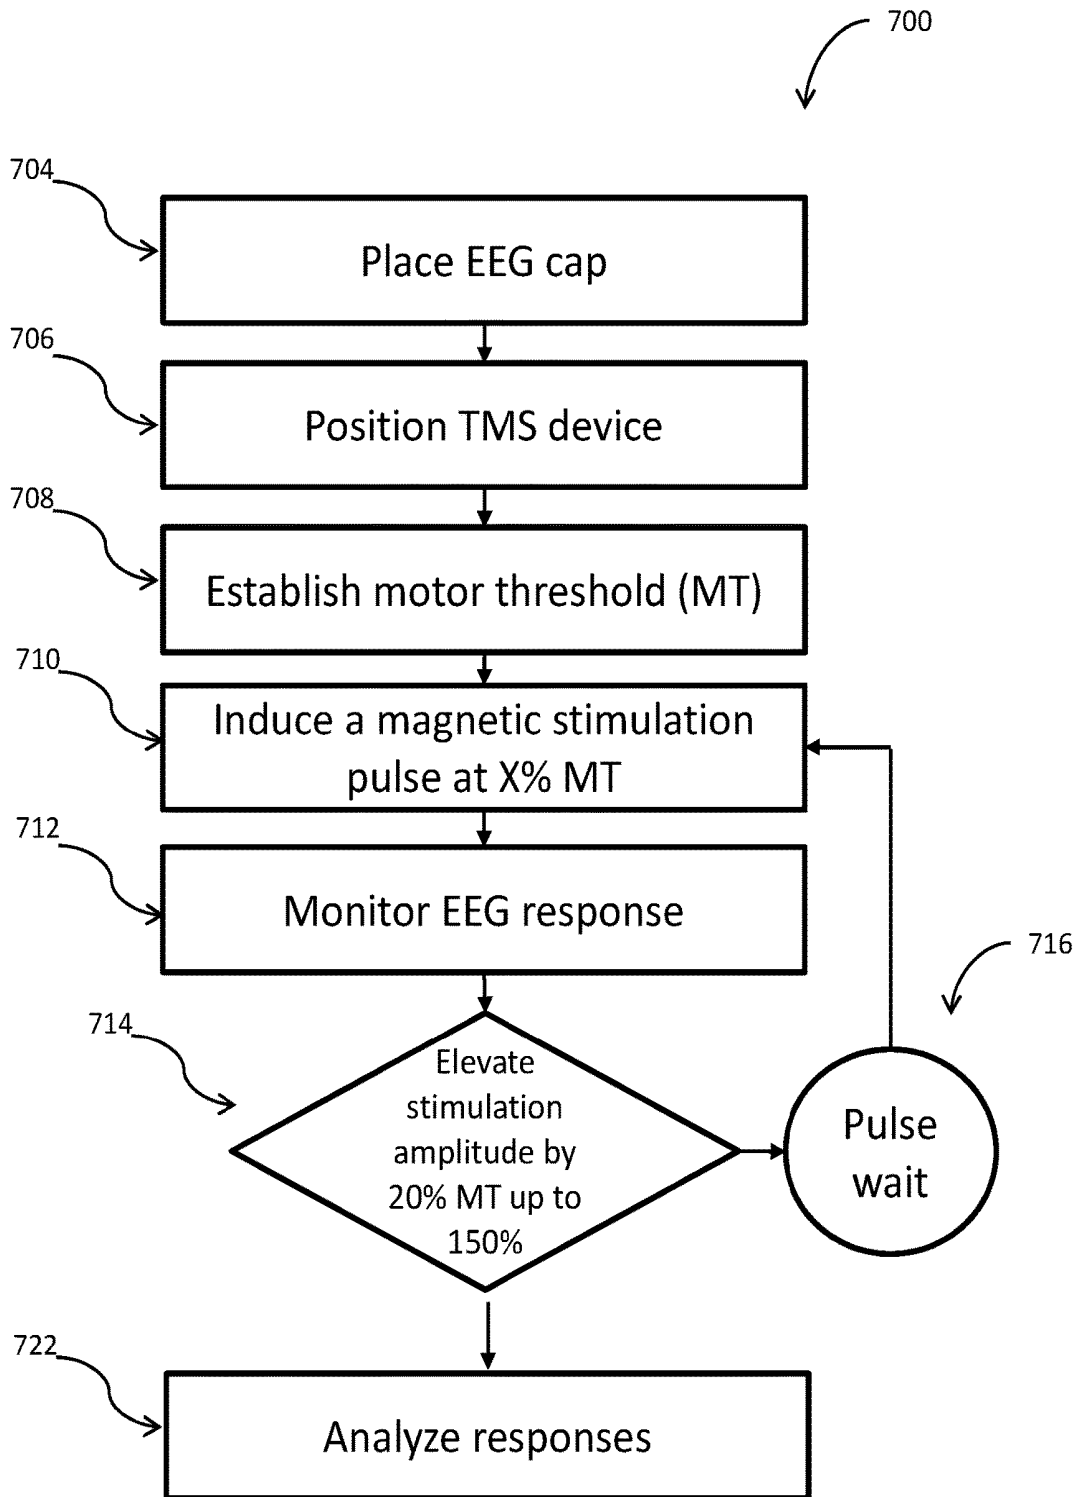 700
704
Place EEG cap
706
Position TMS device
708
Establish motor threshold (MT)
710
Induce a magnetic stimulation
pulse at X% MT
712
Monitor EEG response
716
714
Elevate
stimulation
amplitude by
20% MT up to
150%
Pulse
wait
722
Analyze responses